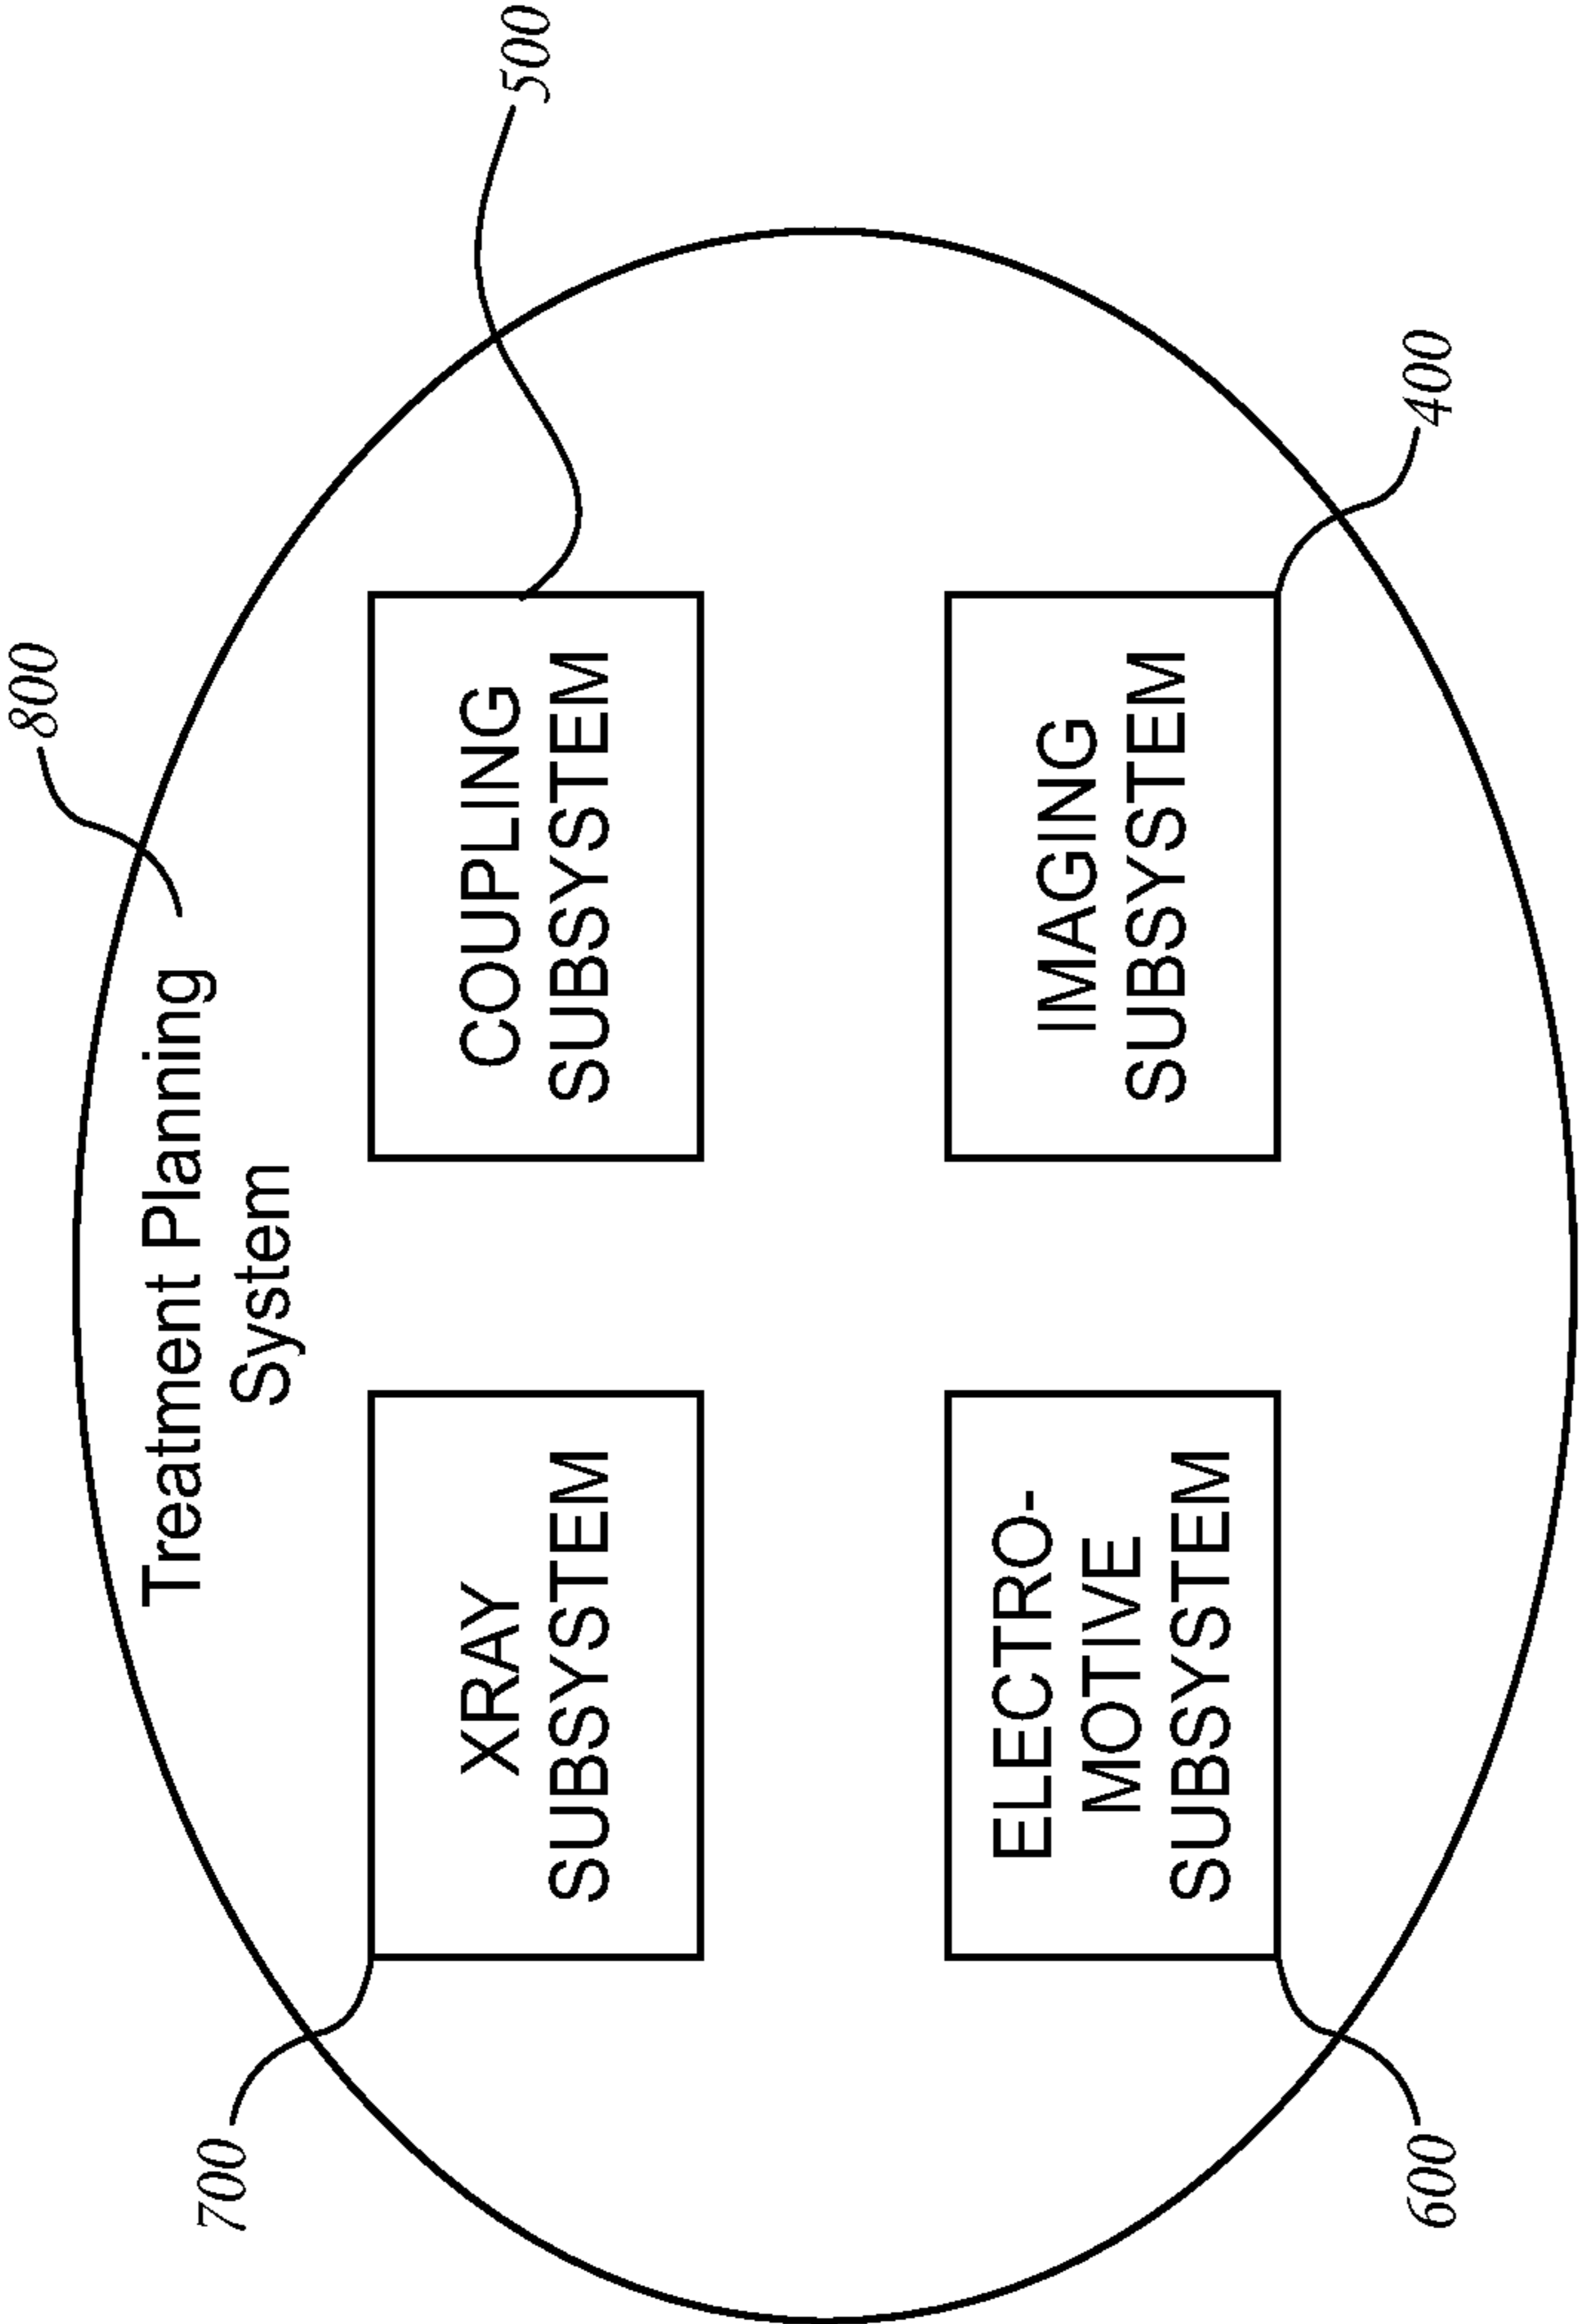 800
Treatment Planning
System
700
XRAY
SUBSYSTEM
COUPLING
SUBSYSTEM
500
ELECTRO-
MOTIVE
SUBSYSTEM
IMAGING
SUBSYSTEM
600
400